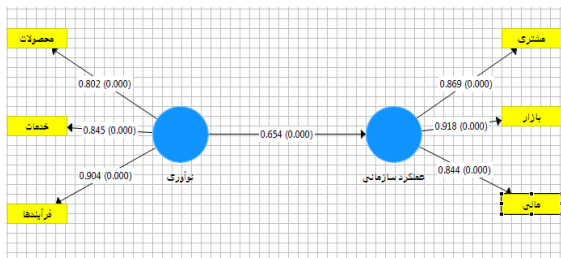 محصولات
مشتری
0.802 (0.000)
0.869 (0.000)
خدمات
0.845 (0.000)
0.654 (0.000)
0.918 (0.000)
بازار
0.904 (0.000)
نوآوری
عملکرد سازمانی
0.844 (0.000)
فرآیندها
مالی